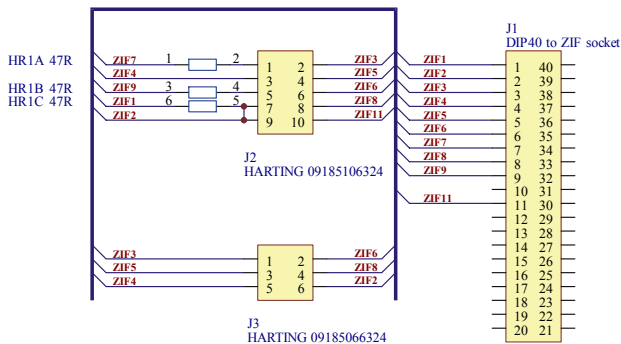 J1
DIP40 to ZIF socket
HR1A 47R ZIF7 1 2 1 2 ZIF3 ZIF1 1 40
ZIF4 3 4 ZIF5 ZIF2 2 39
HR1B 47R ZIF9 3 4 5 6 ZIF6 ZIF3 3 38
HR1C 47R ZIF1 6 5 7 8 ZIF8 ZIF4 4 37
ZIF2 9 10 ZIF11 ZIF5 5 36
ZIF6 6 35
ZIF7 7 34
J2
HARTING 09185106324
ZIF8 8 33
ZIF9 9 32
10 31
ZIF11 11 30
12 29
13 28
14 27
ZIF3 1 2 ZIF6 15 26
ZIF5 3 4 ZIF8 16 25
ZIF4 5 6 ZIF2 17 24
18 23
19 22
20 21
J3
HARTING 09185066324